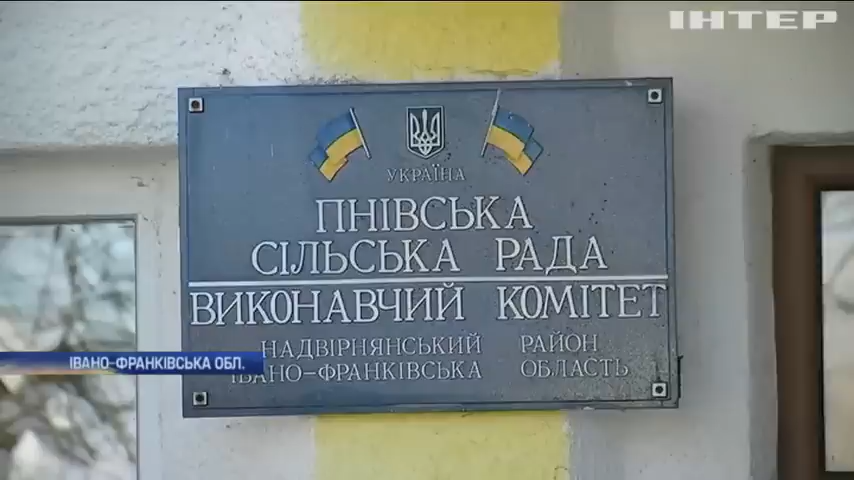 ІНТЕР
УКРАЇНА
ПНІВСЬКА
СІЛЬСЬКА РАДА
ВИКОНАВЧИЙ КОМІТЕТ
НАДВІРНЯНСЬКИЙ РАЙОН
ІВАНО-ФРАНКІВСЬКА ОБЛАСТЬ
ІВАНО-ФРАНКІВСЬКА ОБЛ.